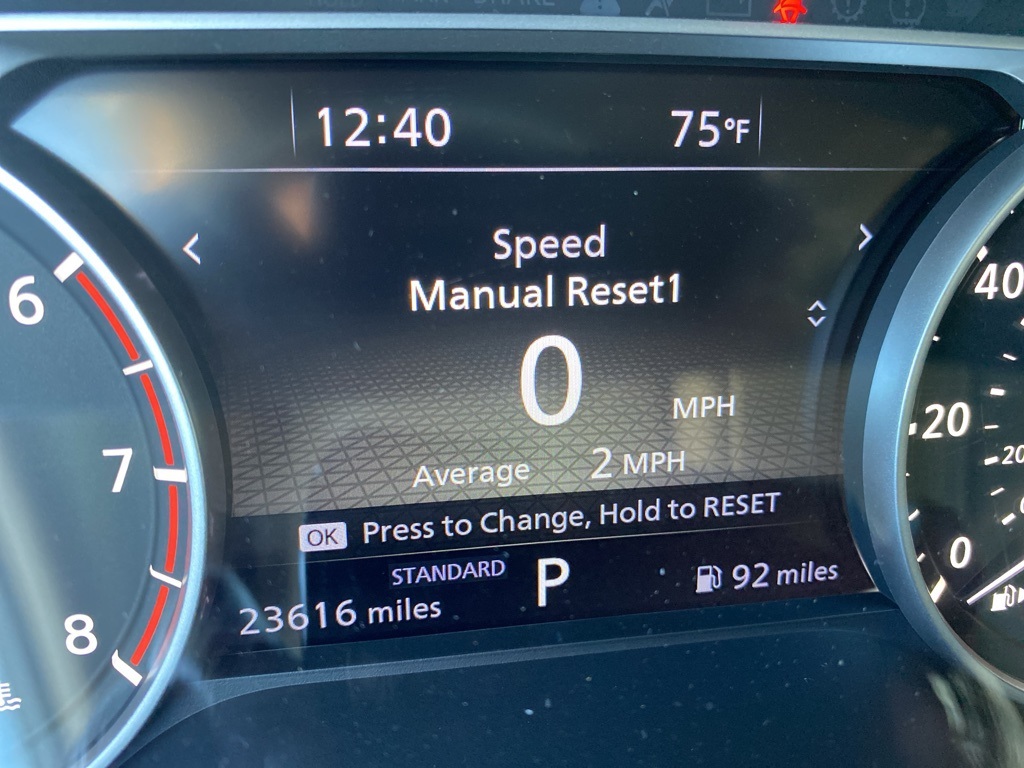 12:40 75°F
Speed
Manual Reset1
0 MPH
Average 2 MPH
OK Press to Change, Hold to RESET
STANDARD P 92 miles
23616 miles
6
7
8
40
20
20
0